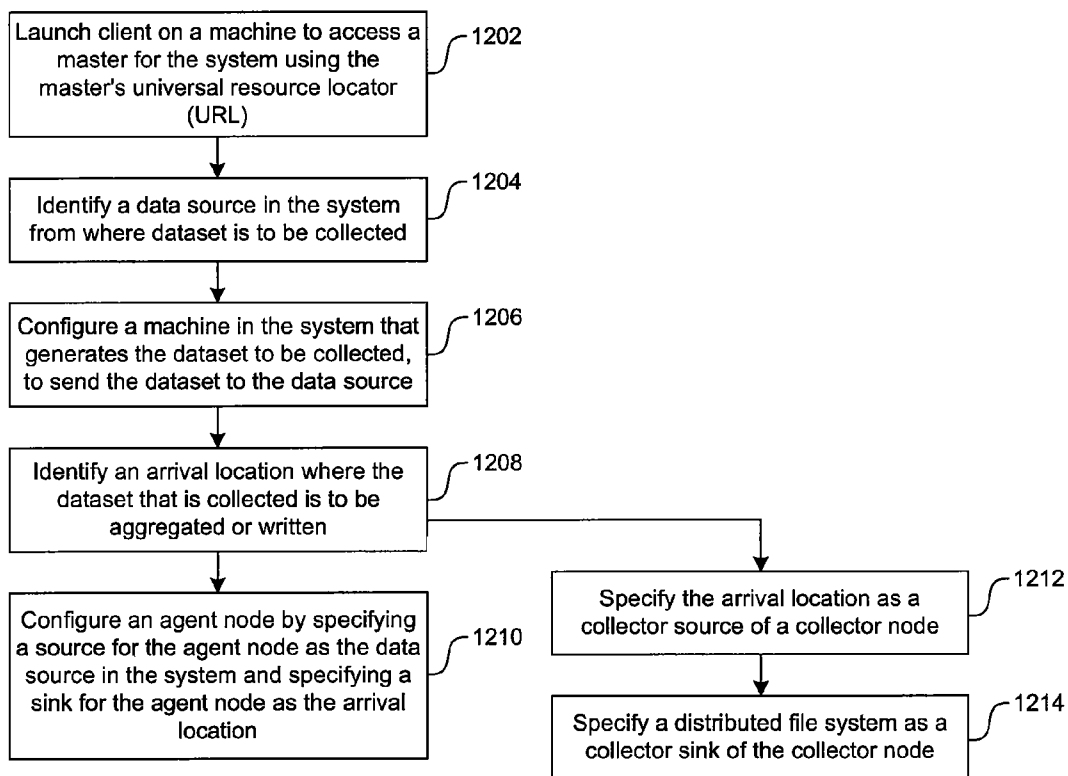 Launch client on a machine to access a
master for the system using the
master's universal resource locator
(URL)
1202
Identify a data source in the system
from where dataset is to be collected
1204
Configure a machine in the system that
generates the dataset to be collected,
to send the dataset to the data source
1206
Identify an arrival location where the
dataset that is collected is to be
aggregated or written
1208
Configure an agent node by specifying
a source for the agent node as the data
source in the system and specifying a
sink for the agent node as the arrival
location
1210
Specify the arrival location as a
collector source of a collector node
1212
Specify a distributed file system as a
collector sink of the collector node
1214